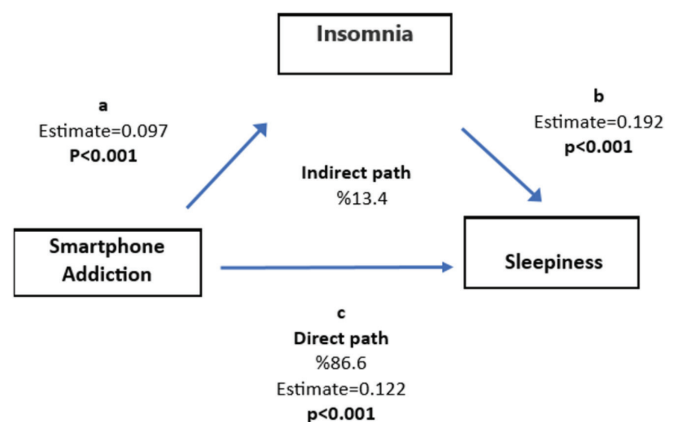 Insomnia
a
Estimate=0.097
P<0.001
b
Estimate=0.192
p<0.001
Indirect path
%13.4
Smartphone
Addiction
Sleepiness
c
Direct path
%86.6
Estimate=0.122
p<0.001